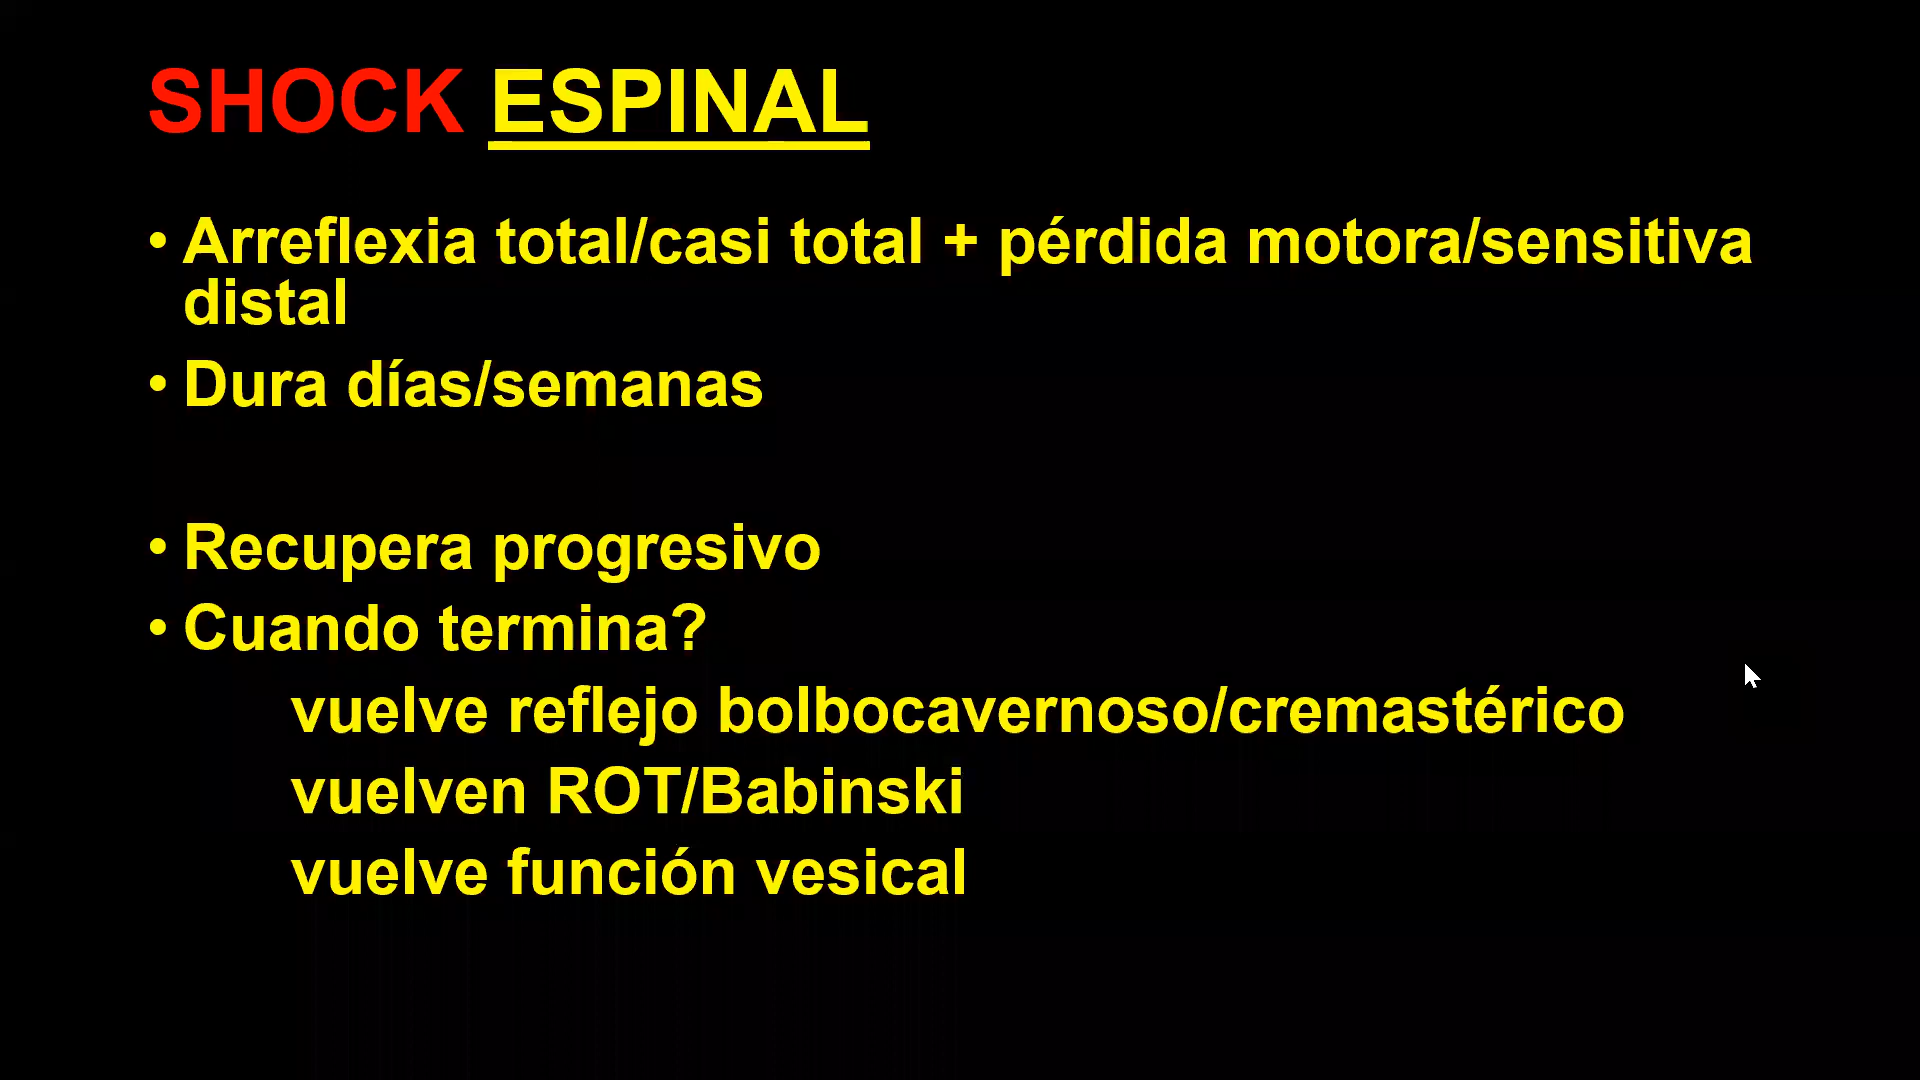 SHOCK ESPINAL
• Arreflexia total/casi total + pérdida motora/sensitiva
distal
• Dura días/semanas
• Recupera progresivo
• Cuando termina?
vuelve reflejo bolbocavernoso/cremastérico
vuelven ROT/Babinski
vuelve función vesical